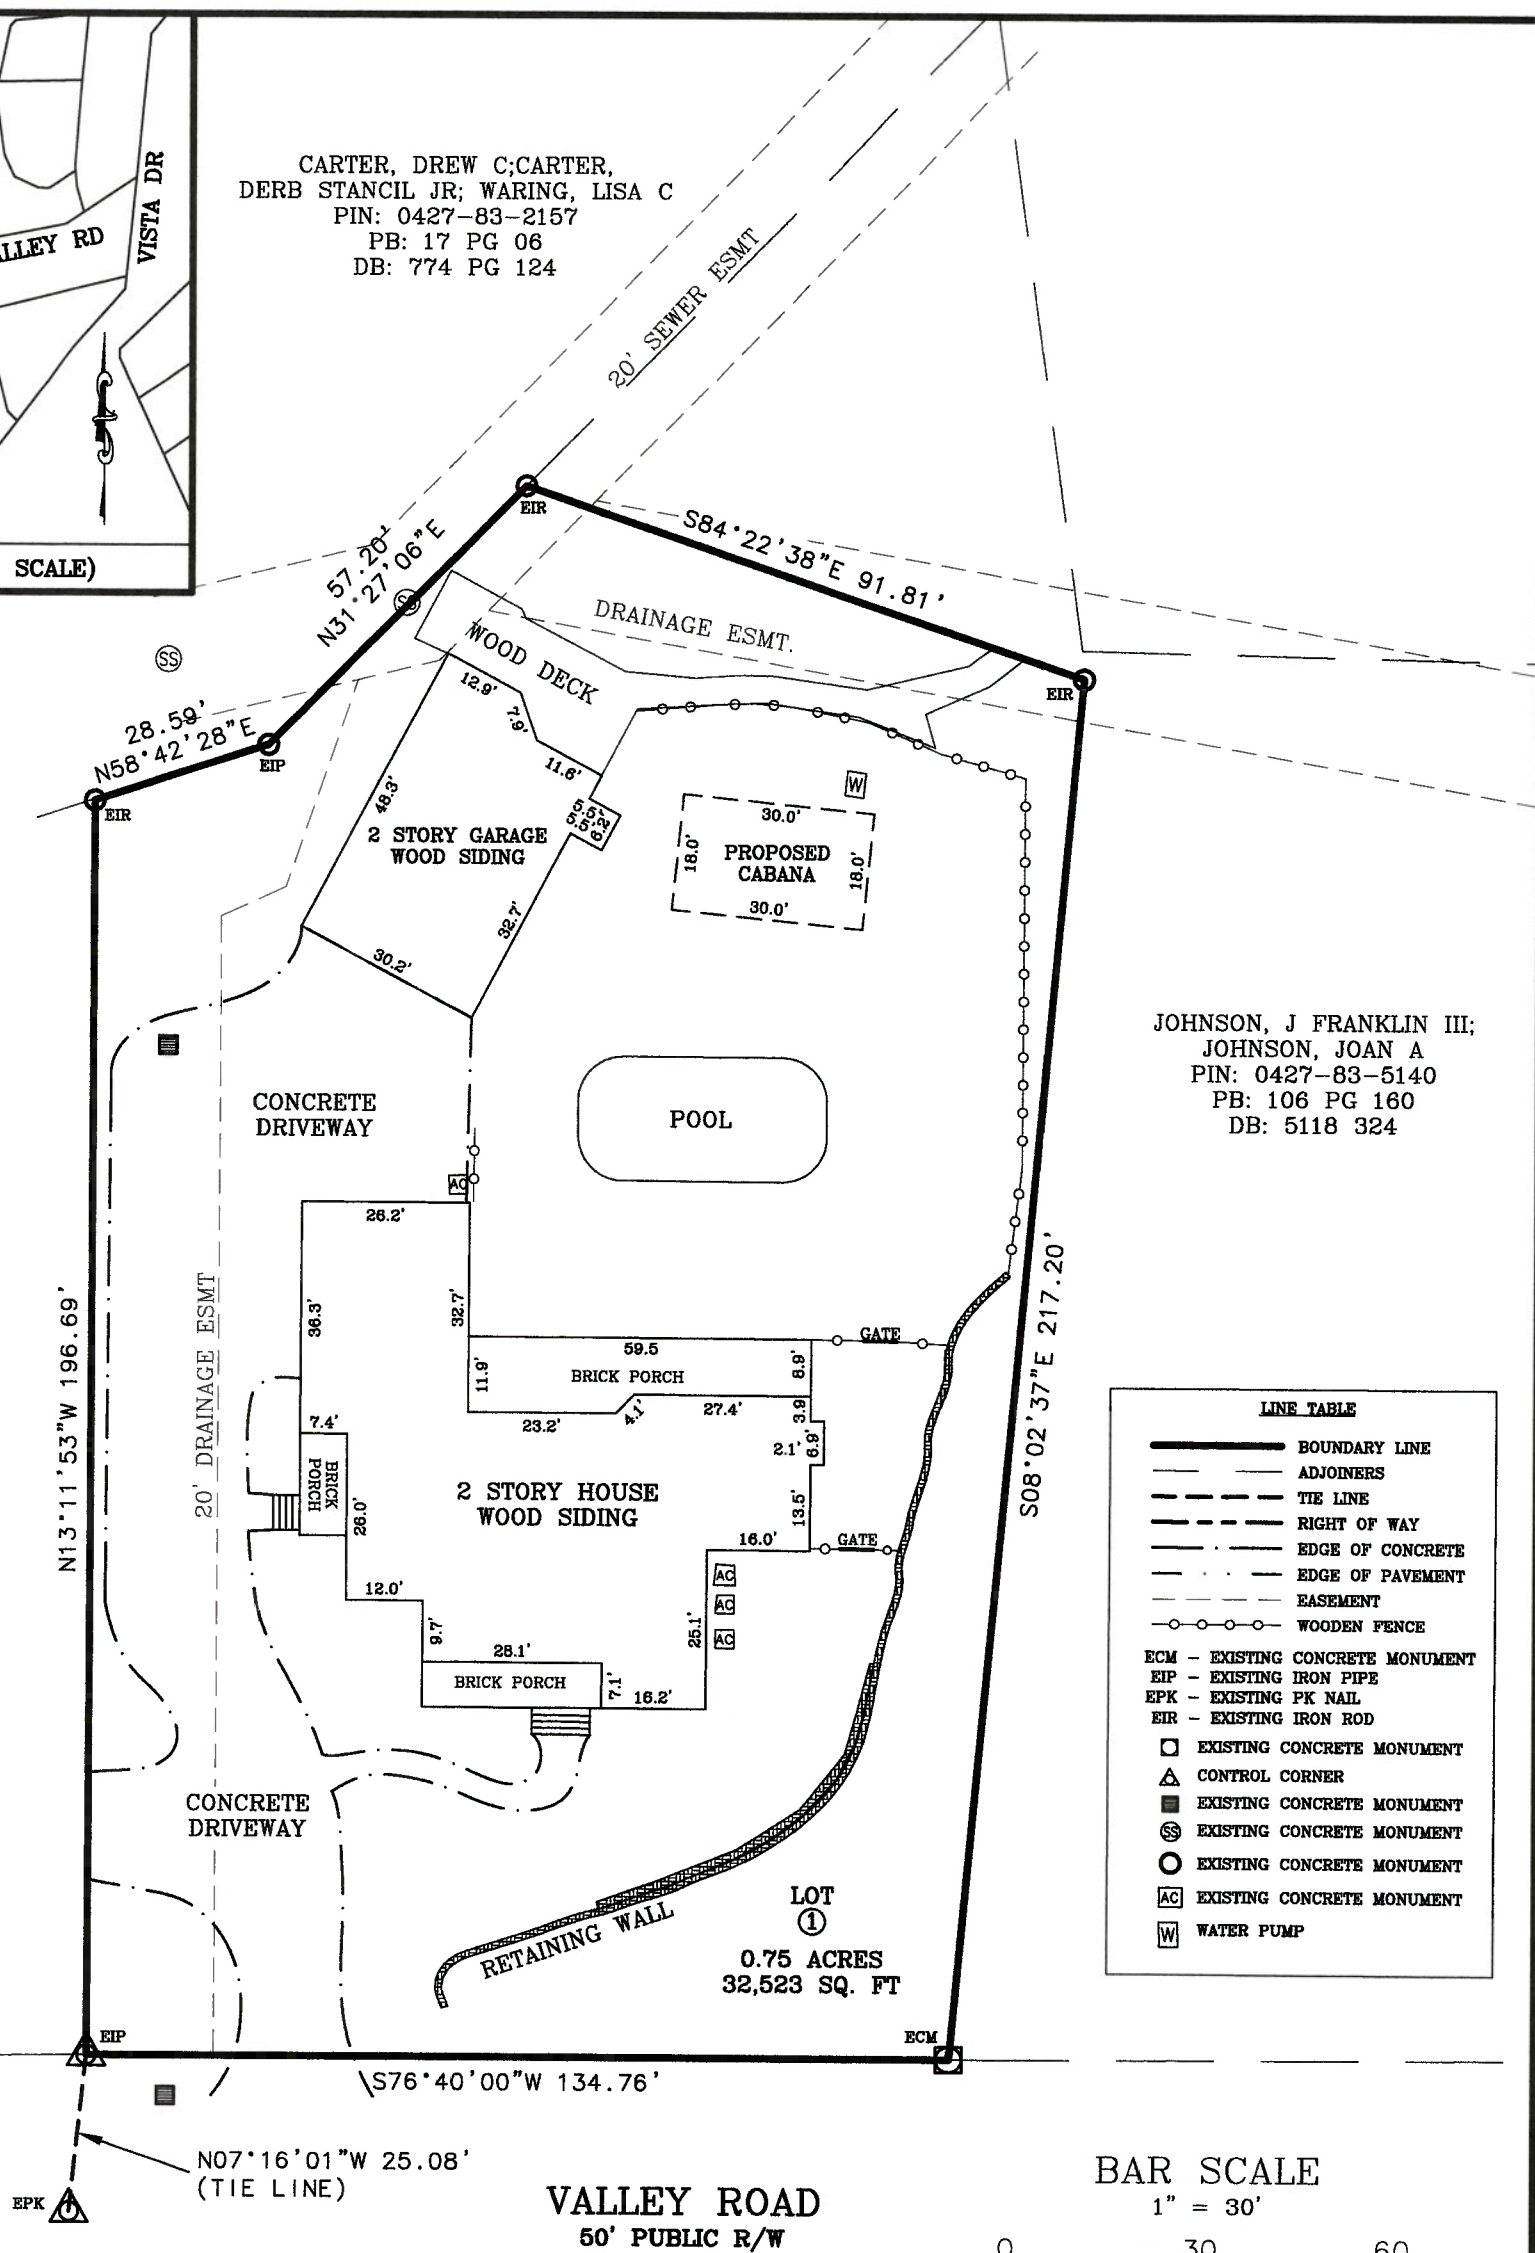 LLEY RD
VISTA DR
SCALE)
CARTER, DREW C;CARTER,
DERB STANCIL JR; WARING, LISA C
PIN: 0427-83-2157
PB: 17 PG 06
DB: 774 PG 124
20' SEWER ESMT
EIR
S84°22'38"E 91.81'
57.20'
N31°27'06"E
SS
SS
DRAINAGE ESMT.
WOOD DECK
EIR
12.9'
7.9'
11.6'
28.59'
N58°42'28"E
EIP
EIR
48.3'
5.5'
5.5'
6.2'
2 STORY GARAGE
WOOD SIDING
32.7'
30.2'
W
30.0'
18.0'
PROPOSED
CABANA
18.0'
30.0'
JOHNSON, J FRANKLIN III;
JOHNSON, JOAN A
PIN: 0427-83-5140
PB: 106 PG 160
DB: 5118 324
CONCRETE
DRIVEWAY
POOL
AC
26.2'
36.3'
32.7'
N13°11'53"W 196.69'
20' DRAINAGE ESMT
S08°02'37"E 217.20'
59.5
BRICK PORCH
11.9'
8.9'
GATE
23.2'
4.1'
27.4'
3.9
2.1'
6.9'
7.4'
BRICK
PORCH
26.0'
2 STORY HOUSE
WOOD SIDING
13.5'
16.0'
GATE
AC
AC
AC
12.0'
9.7'
28.1'
BRICK PORCH
7.1'
16.2'
25.1'
CONCRETE
DRIVEWAY
RETAINING WALL
LOT
1
0.75 ACRES
32,523 SQ. FT
LINE TABLE
BOUNDARY LINE
ADJOINERS
TIE LINE
RIGHT OF WAY
EDGE OF CONCRETE
EDGE OF PAVEMENT
EASEMENT
WOODEN FENCE
ECM - EXISTING CONCRETE MONUMENT
EIP - EXISTING IRON PIPE
EPK - EXISTING PK NAIL
EIR - EXISTING IRON ROD
EXISTING CONCRETE MONUMENT
CONTROL CORNER
EXISTING CONCRETE MONUMENT
SS EXISTING CONCRETE MONUMENT
EXISTING CONCRETE MONUMENT
AC EXISTING CONCRETE MONUMENT
W WATER PUMP
EIP
ECM
S76°40'00"W 134.76'
N07°16'01"W 25.08'
(TIE LINE)
EPK
VALLEY ROAD
50' PUBLIC R/W
BAR SCALE
1" = 30'
0 30 60